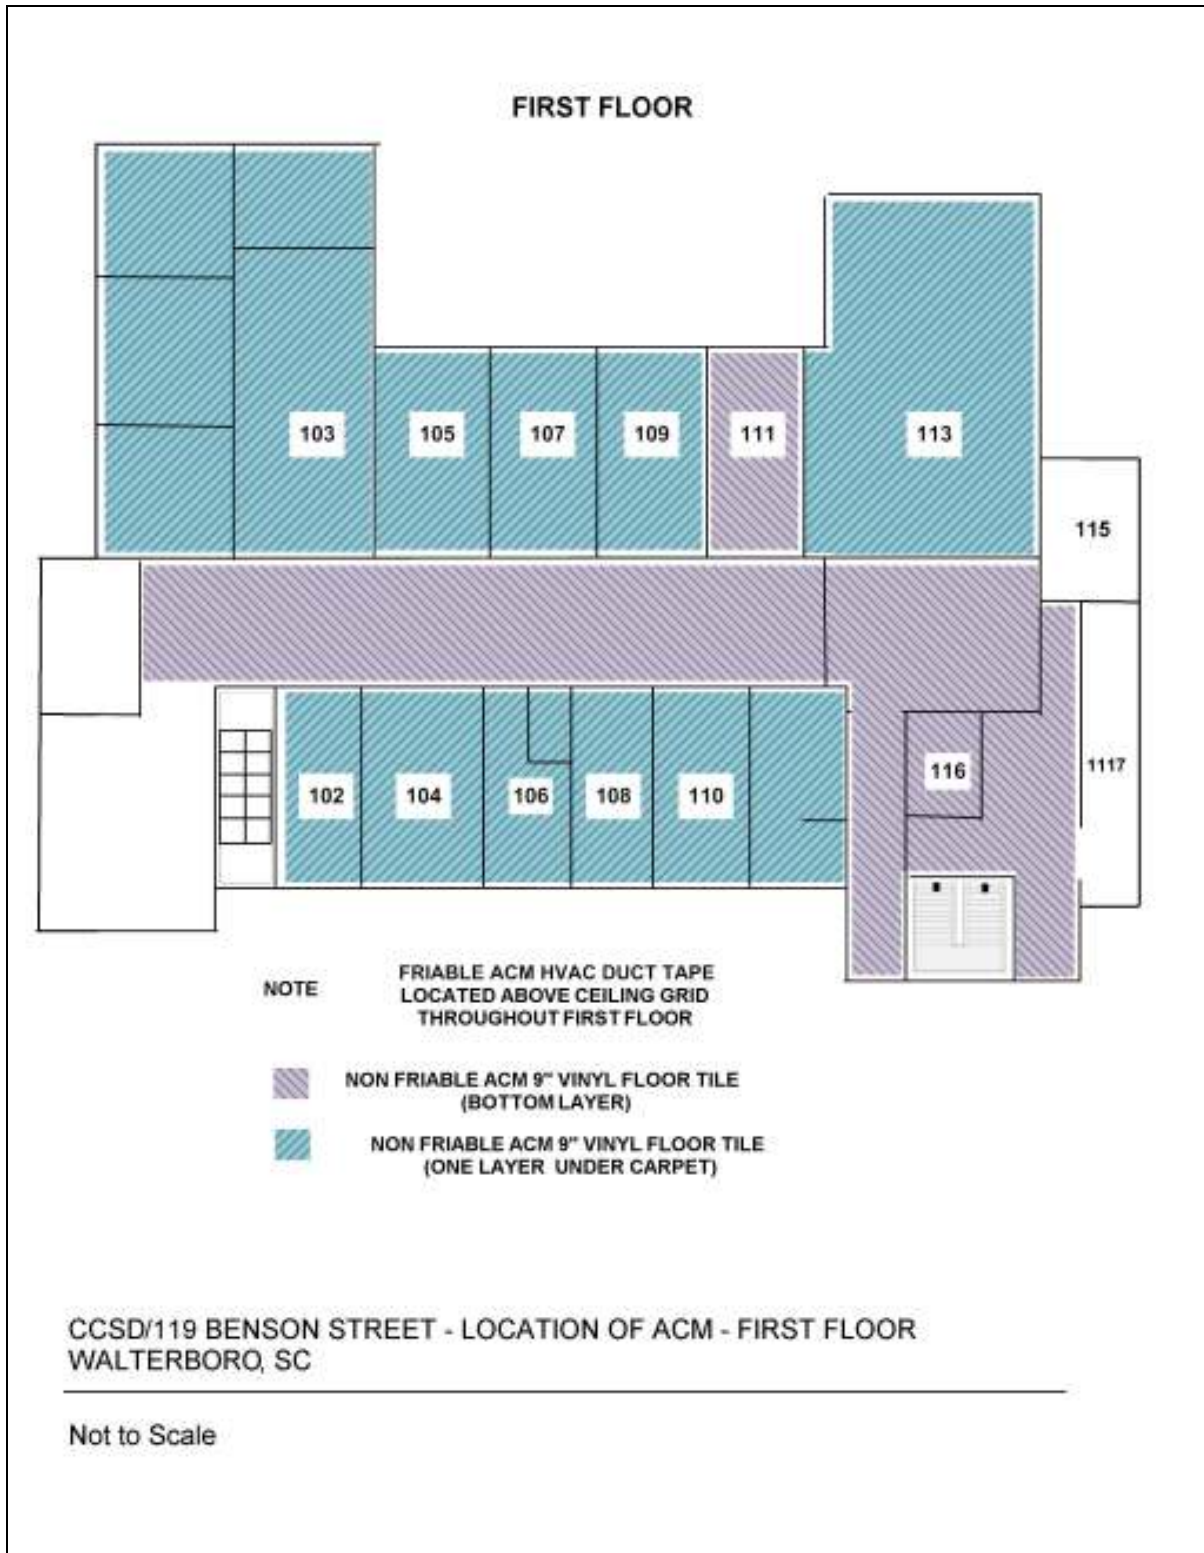 FIRST FLOOR
103
105
107
109
111
113
115
102
104
106
108
110
116
1117
NOTE
FRIABLE ACM HVAC DUCT TAPE
LOCATED ABOVE CEILING GRID
THROUGHOUT FIRST FLOOR
NON FRIABLE ACM 9" VINYL FLOOR TILE
(BOTTOM LAYER)
NON FRIABLE ACM 9" VINYL FLOOR TILE
(ONE LAYER UNDER CARPET)
CCSD/119 BENSON STREET - LOCATION OF ACM - FIRST FLOOR
WALTERBORO, SC
Not to Scale